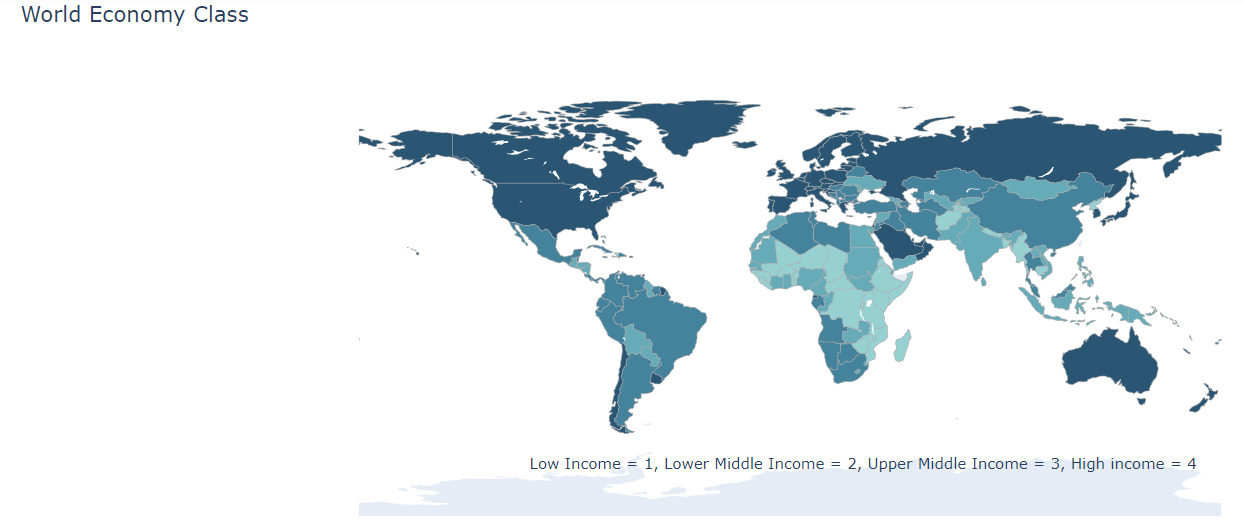 World Economy Class
Low Income = 1, Lower Middle Income = 2, Upper Middle Income = 3, High income = 4